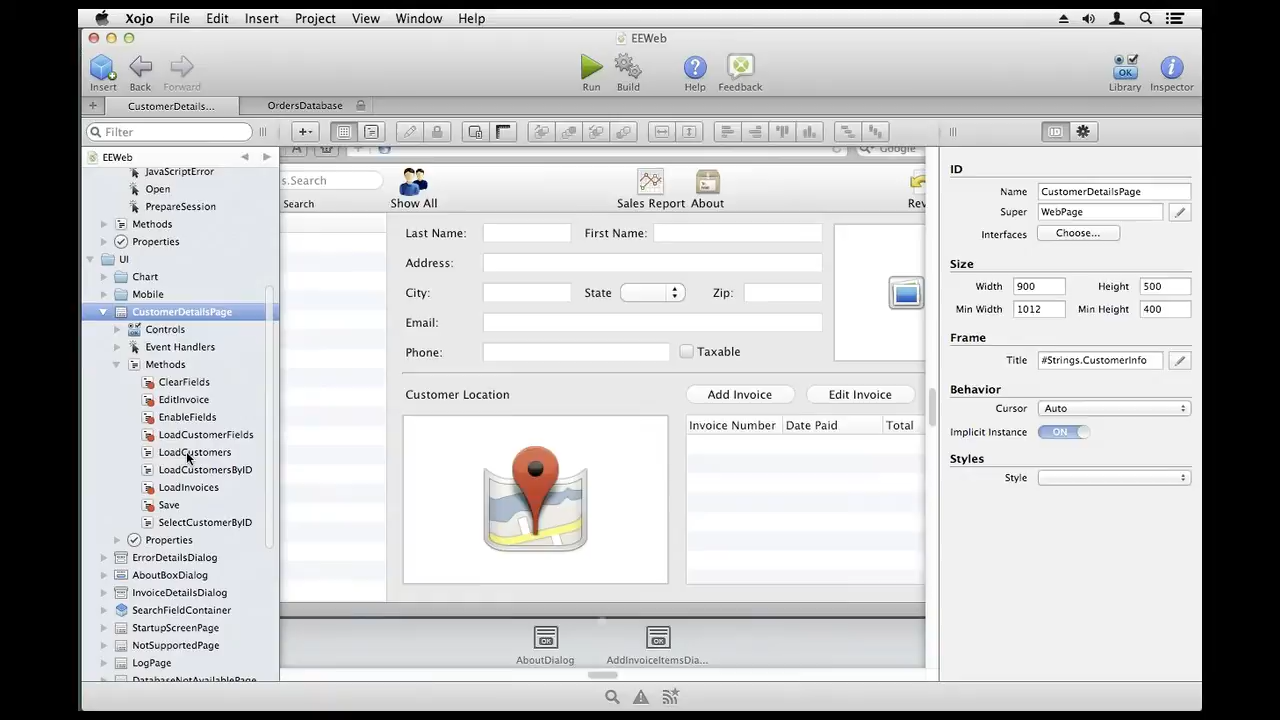 Xojo File Edit Insert Project View Window Help
EEWeb
Insert Back Forward Run Build Help Feedback Library Inspector
CustomerDetails... OrdersDatabase
Filter
EEWeb
JavaScriptError
Open
PrepareSession
Methods
Properties
UI
Chart
Mobile
CustomerDetailsPage
Controls
Event Handlers
Methods
ClearFields
EditInvoice
EnableFields
LoadCustomerFields
LoadCustomers
LoadCustomersByID
LoadInvoices
Save
SelectCustomerByID
Properties
ErrorDetailsDialog
AboutBoxDialog
InvoiceDetailsDialog
SearchFieldContainer
StartupScreenPage
NotSupportedPage
LogPage
DatabaseNotAvailablePage
A Google
s.Search
Search Show All Sales Report About Rev
Last Name: First Name:
Address:
City: State Zip:
Email:
Phone: Taxable
Customer Location Add Invoice Edit Invoice
Invoice Number Date Paid Total
AboutDialog AddInvoiceItemsDia...
ID
Name CustomerDetailsPage
Super WebPage
Interfaces Choose...
Size
Width 900 Height 500
Min Width 1012 Min Height 400
Frame
Title #Strings.CustomerInfo
Behavior
Cursor Auto
Implicit Instance ON
Styles
Style